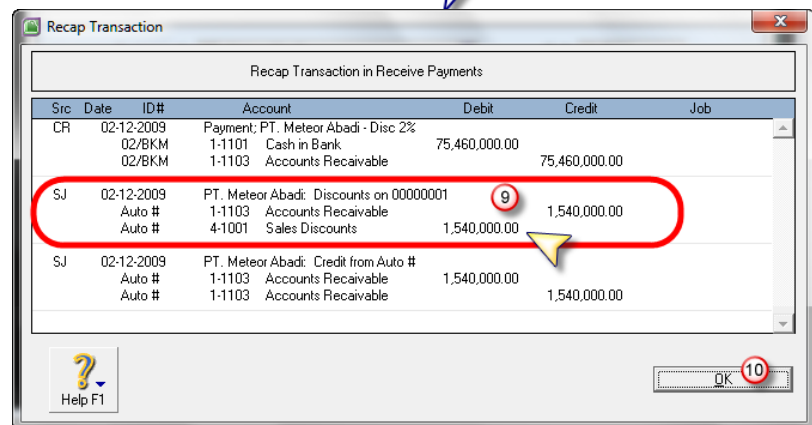 Recap Transaction
Recap Transaction in Receive Payments
Src Date ID# Account Debit Credit Job
CR 02-12-2009 Payment; PT. Meteor Abadi - Disc 2%
02/BKM 1-1101 Cash in Bank 75,460,000.00
02/BKM 1-1103 Accounts Recaivable 75,460,000.00
SJ 02-12-2009 PT. Meteor Abadi: Discounts on 00000001 9
Auto # 1-1103 Accounts Recaivable 1,540,000.00
Auto # 4-1001 Sales Discounts 1,540,000.00
SJ 02-12-2009 PT. Meteor Abadi: Credit from Auto #
Auto # 1-1103 Accounts Recaivable 1,540,000.00
Auto # 1-1103 Accounts Recaivable 1,540,000.00
Help F1
OK 10